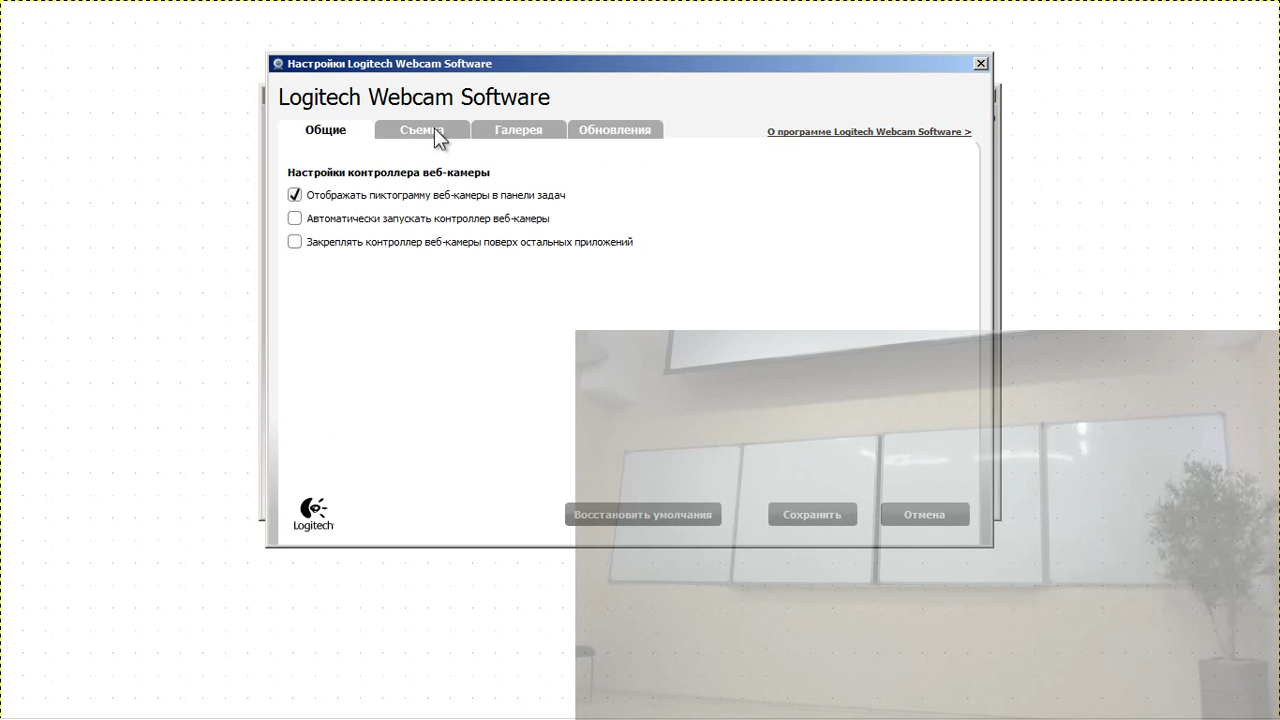 Настройки Logitech Webcam Software
Logitech Webcam Software
Общие
Съемка
Галерея
Обновления
О программе Logitech Webcam Software >
Настройки контроллера веб-камеры
Отображать пиктограмму веб-камеры в панели задач
Автоматически запускать контроллер веб-камеры
Закреплять контроллер веб-камеры поверх остальных приложений
Logitech
Восстановить умолчания
Сохранить
Отмена